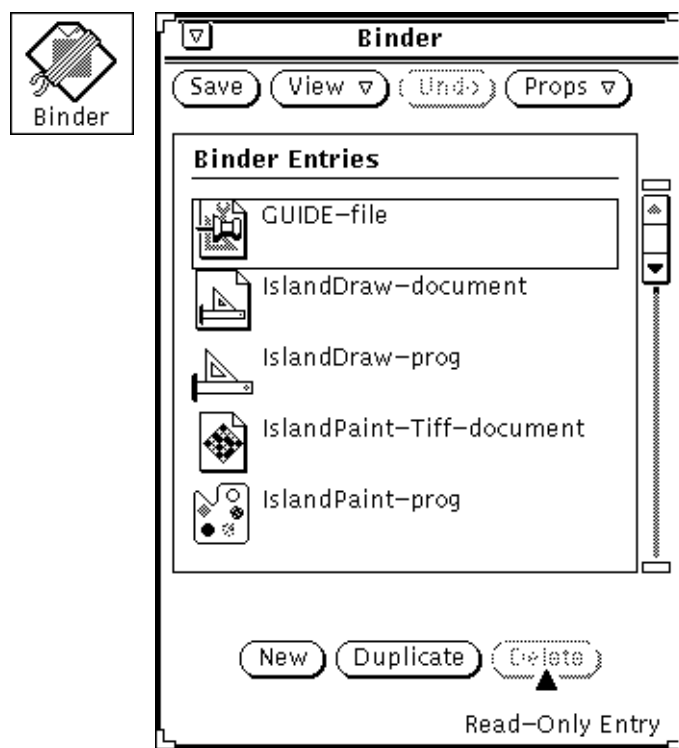 Binder
Binder
Save View Undo Props
Binder Entries
GUIDE-file
IslandDraw-document
IslandDraw-prog
IslandPaint-Tiff-document
IslandPaint-prog
New Duplicate Delete
Read-Only Entry